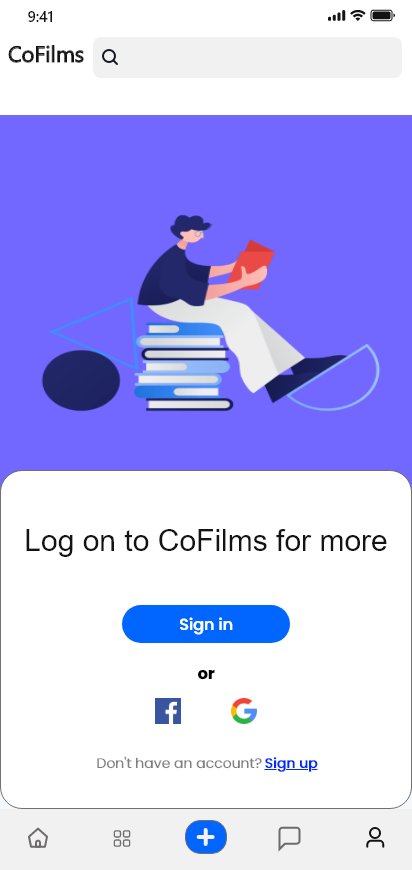 9:41
CoFilms
Log on to CoFilms for more
Sign in
or
Don't have an account? Sign up